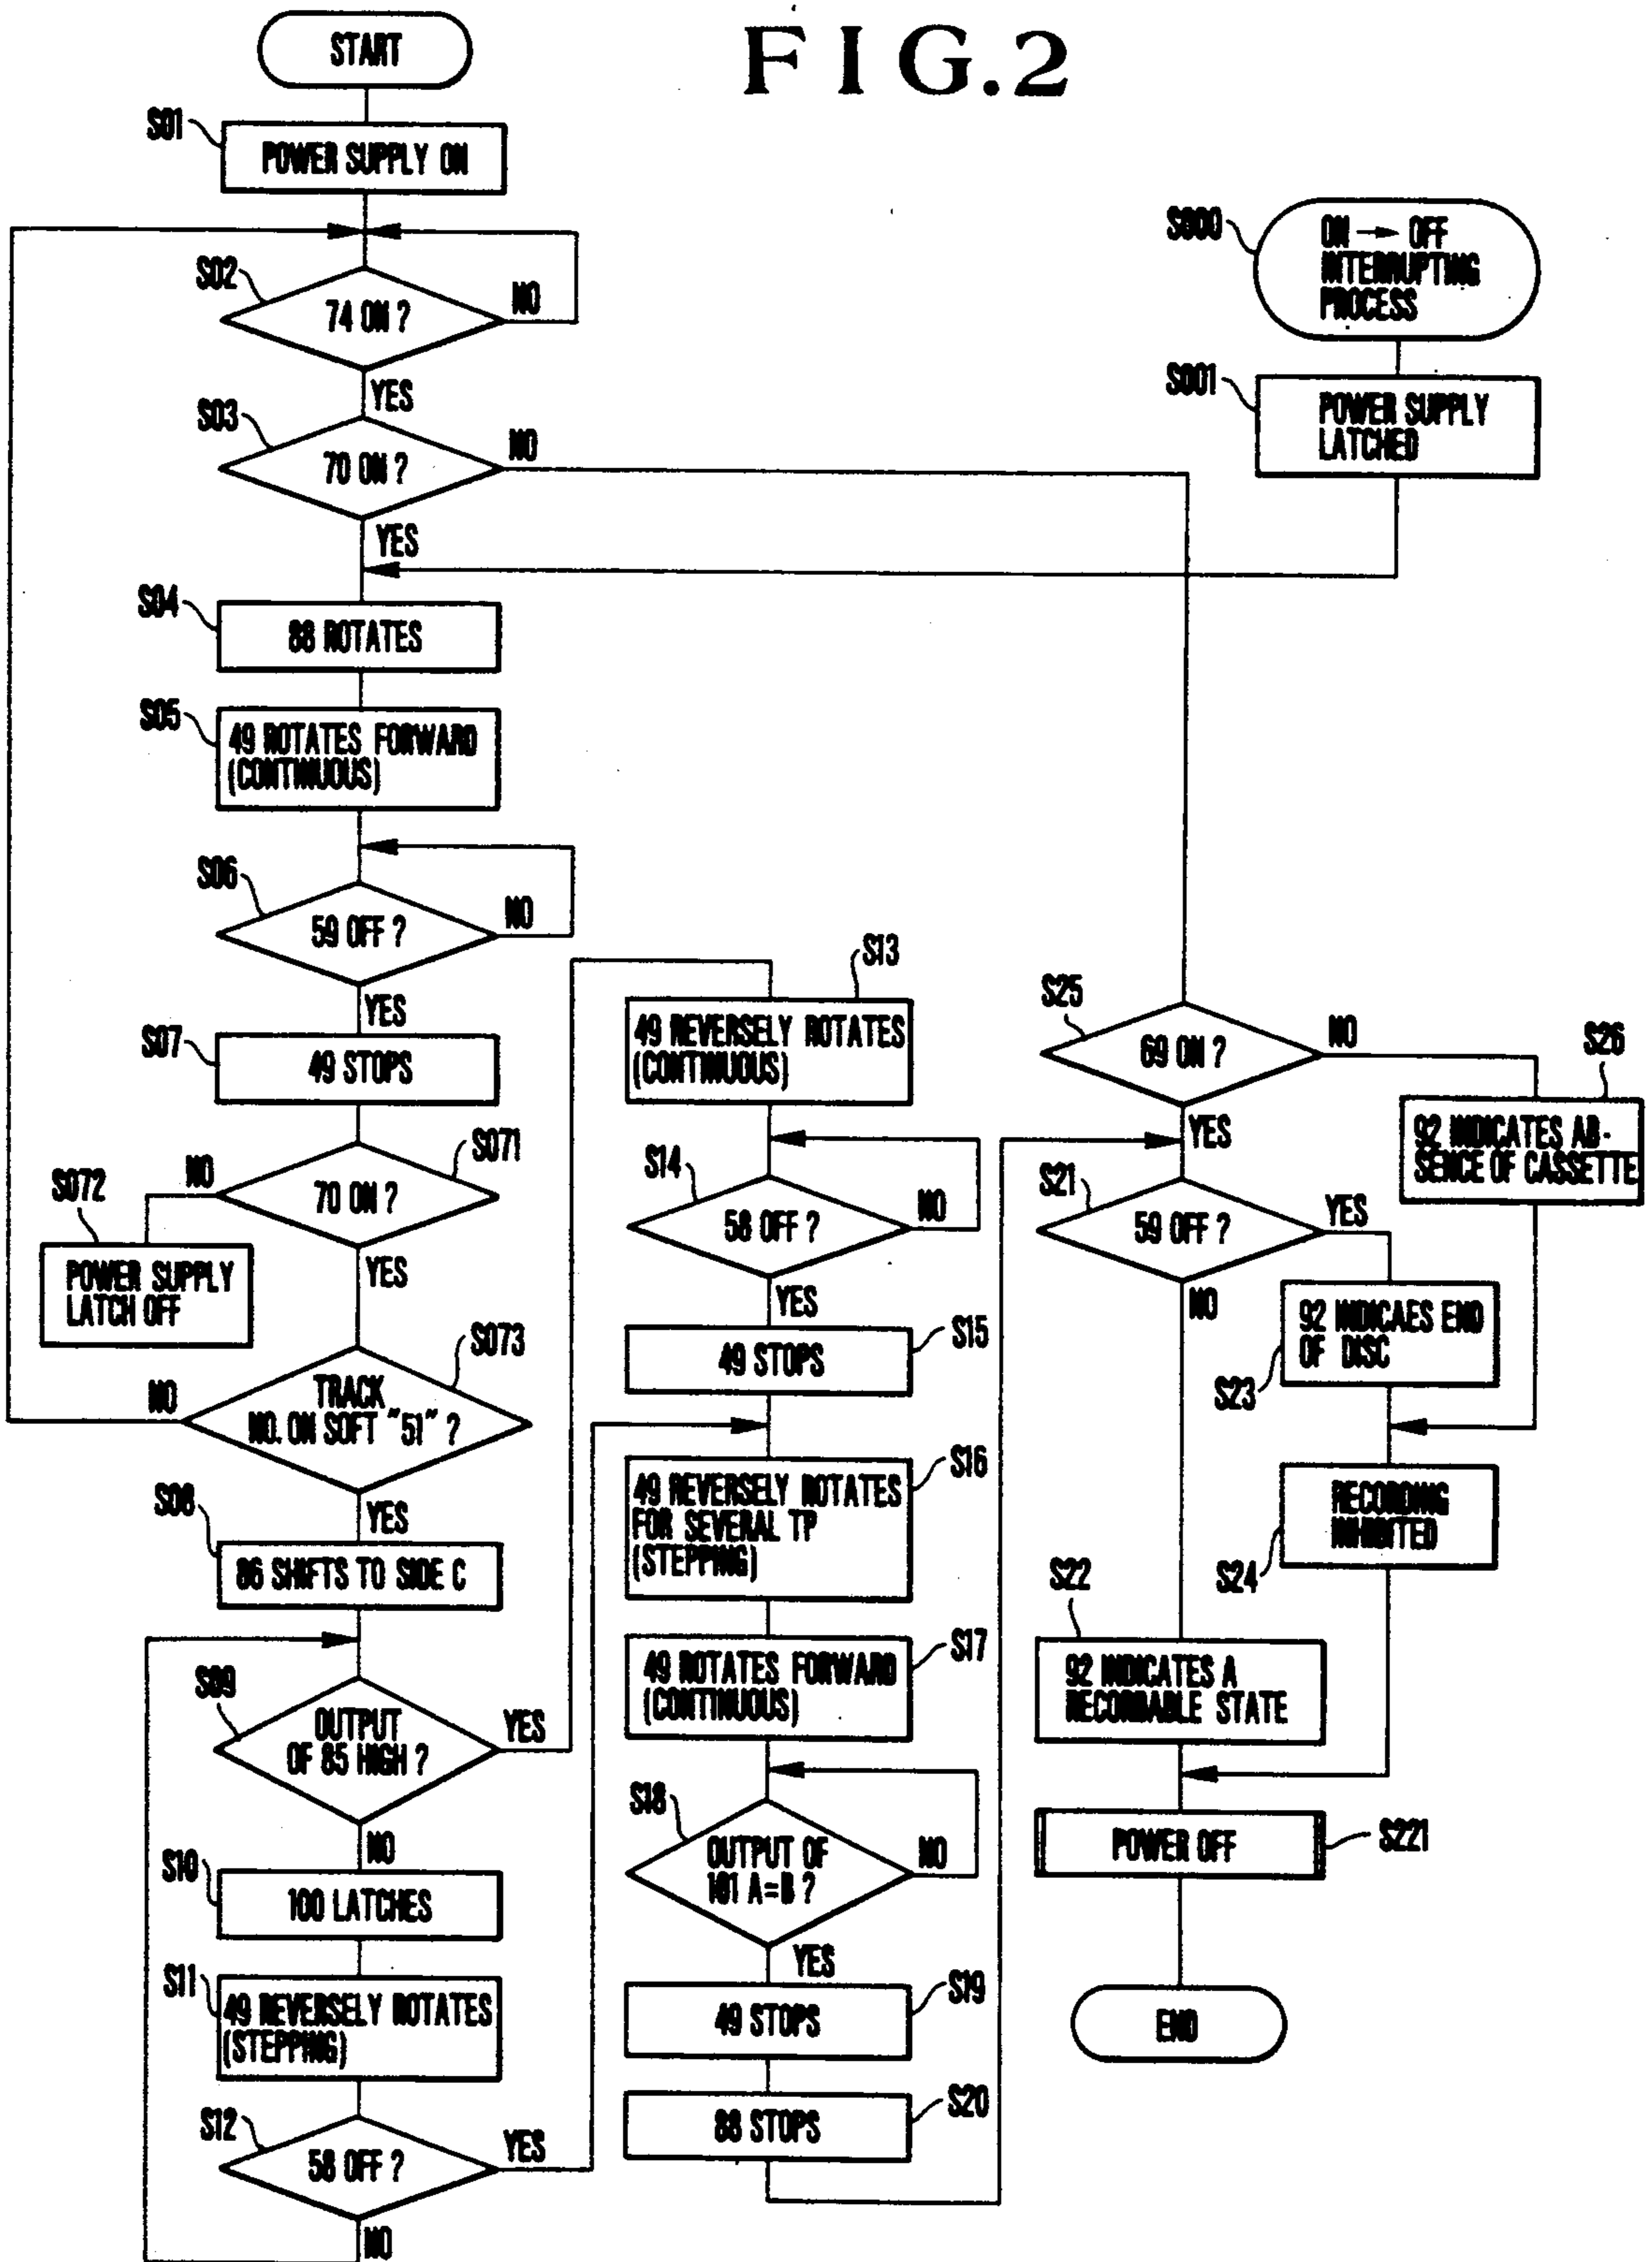 FIG.2
START
S01
POWER SUPPLY ON
S02
74 ON ?
NO
YES
S03
70 ON ?
NO
YES
S000
ON → OFF
INTERRUPTING
PROCESS
S001
POWER SUPPLY
LATCHED
S04
88 ROTATES
S05
49 ROTATES FORWARD
(CONTINUOUS)
S06
59 OFF ?
NO
YES
S07
49 STOPS
S071
70 ON ?
NO
YES
S072
POWER SUPPLY
LATCH OFF
S073
TRACK
NO. ON SOFT "51" ?
NO
YES
S08
86 SHIFTS TO SIDE C
S09
OUTPUT
OF 85 HIGH ?
YES
NO
S10
100 LATCHES
S11
49 REVERSELY ROTATES
(STEPPING)
S12
58 OFF ?
YES
NO
S13
49 REVERSELY ROTATES
(CONTINUOUS)
S14
58 OFF ?
NO
YES
S15
49 STOPS
S16
49 REVERSELY ROTATES
FOR SEVERAL TP
(STEPPING)
S17
49 ROTATES FORWARD
(CONTINUOUS)
S18
OUTPUT OF
101 A=B ?
NO
YES
S19
49 STOPS
S20
88 STOPS
S25
69 ON ?
NO
YES
S26
92 INDICATES AB-
SENCE OF CASSETTE
S21
59 OFF ?
YES
NO
92 INDICAES END
OF DISC
S23
RECORDING
INHIBITED
S24
S22
92 INDICATES A
RECORDABLE STATE
POWER OFF
S221
END